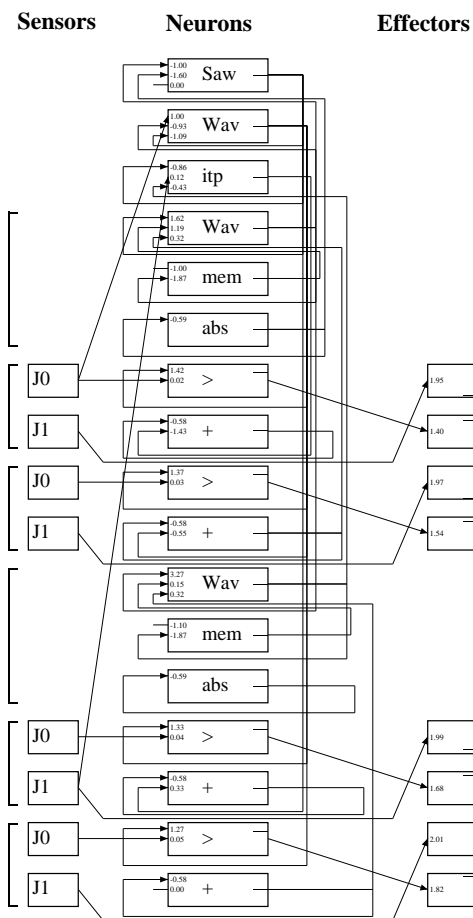 Sensors Neurons Effectors
-1.00
-1.60 Saw
0.00
1.00
-0.93 Wav
-1.09
-0.86
0.12 itp
-0.43
1.62
1.19 Wav
0.32
-1.00
-1.87 mem
-0.59 abs
J0 1.42 > 1.95
0.02
J1 -0.58 + 1.40
-1.43
J0 1.37 > 1.97
0.03
J1 -0.58 + 1.54
-0.55
3.27
0.15 Wav
0.32
-1.10
-1.87 mem
-0.59 abs
J0 1.33 > 1.99
0.04
J1 -0.58 + 1.68
0.33
J0 1.27 > 2.01
0.05
J1 -0.58 + 1.82
0.00